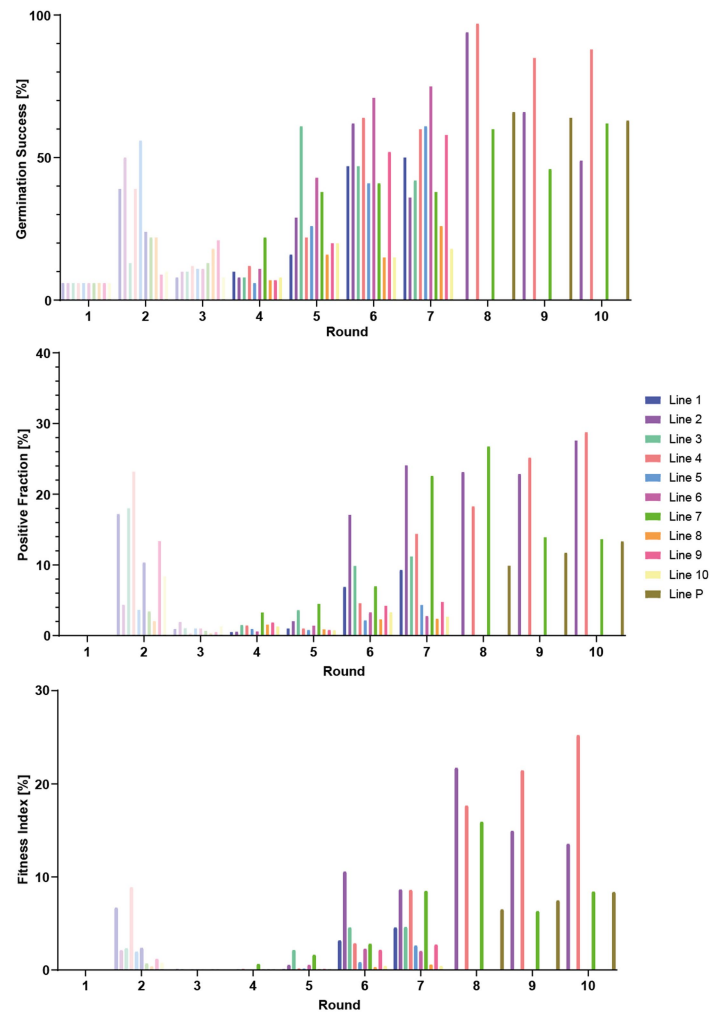 Germination Success [%]
100
50
0
1 2 3 4 5 6 7 8 9 10
Round
Positive Fraction [%]
40
30
20
10
0
1 2 3 4 5 6 7 8 9 10
Round
Line 1
Line 2
Line 3
Line 4
Line 5
Line 6
Line 7
Line 8
Line 9
Line 10
Line P
Fitness Index [%]
30
20
10
0
1 2 3 4 5 6 7 8 9 10
Round